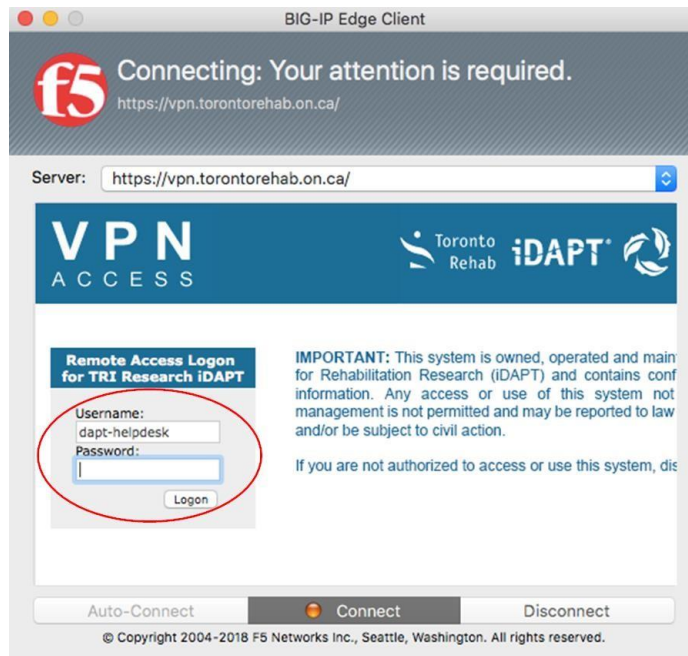 BIG-IP Edge Client
f5
Connecting: Your attention is required.
https://vpn.torontorehab.on.ca/
Server: https://vpn.torontorehab.on.ca/
VPN
ACCESS
Toronto
Rehab
iDAPT
Remote Access Logon
for TRI Research iDAPT
Username:
dapt-helpdesk
Password:
Logon
IMPORTANT: This system is owned, operated and main
for Rehabilitation Research (iDAPT) and contains conf
information. Any access or use of this system not
management is not permitted and may be reported to law
and/or be subject to civil action.
If you are not authorized to access or use this system, dis
Auto-Connect Connect Disconnect
© Copyright 2004-2018 F5 Networks Inc., Seattle, Washington. All rights reserved.